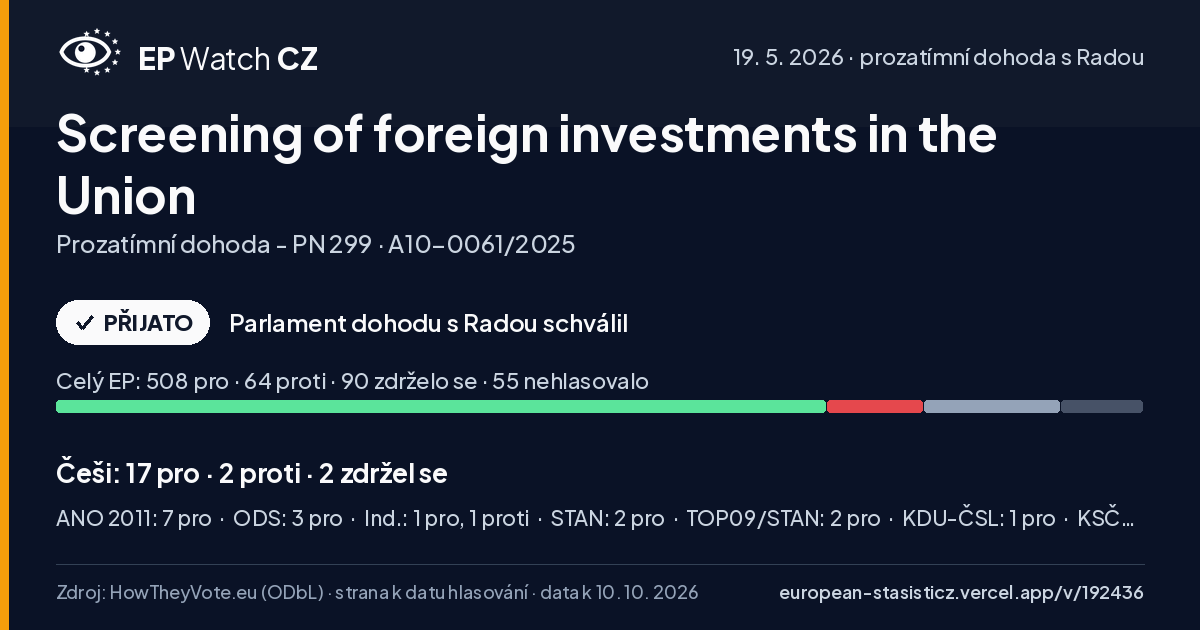 EP Watch CZ
19. 5. 2026 · prozatímní dohoda s Radou
Screening of foreign investments in the
Union
Prozatímní dohoda – PN 299 · A10–0061/2025
✓ PŘIJATO
Parlament dohodu s Radou schválil
Celý EP: 508 pro · 64 proti · 90 zdrželo se · 55 nehlasovalo
Češi: 17 pro · 2 proti · 2 zdržel se
ANO 2011: 7 pro · ODS: 3 pro · Ind.: 1 pro, 1 proti · STAN: 2 pro · TOP09/STAN: 2 pro · KDU-ČSL: 1 pro · KSČ…
Zdroj: HowTheyVote.eu (ODbL) · strana k datu hlasování · data k 10. 10. 2026
european-stasisticz.vercel.app/v/192436